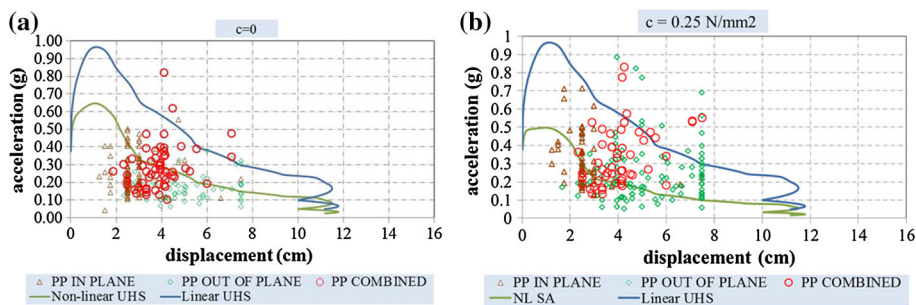 (a)
c=0
acceleration (g)
1.00
0.90
0.80
0.70
0.60
0.50
0.40
0.30
0.20
0.10
0.00
0 2 4 6 8 10 12 14 16
displacement (cm)
PP IN PLANE PP OUT OF PLANE PP COMBINED
Non-linear UHS Linear UHS
(b)
c = 0.25 N/mm2
acceleration (g)
1
0.9
0.8
0.7
0.6
0.5
0.4
0.3
0.2
0.1
0
0 2 4 6 8 10 12 14 16
displacement (cm)
PP IN PLANE PP OUT OF PLANE PP COMBINED
NL SA Linear UHS